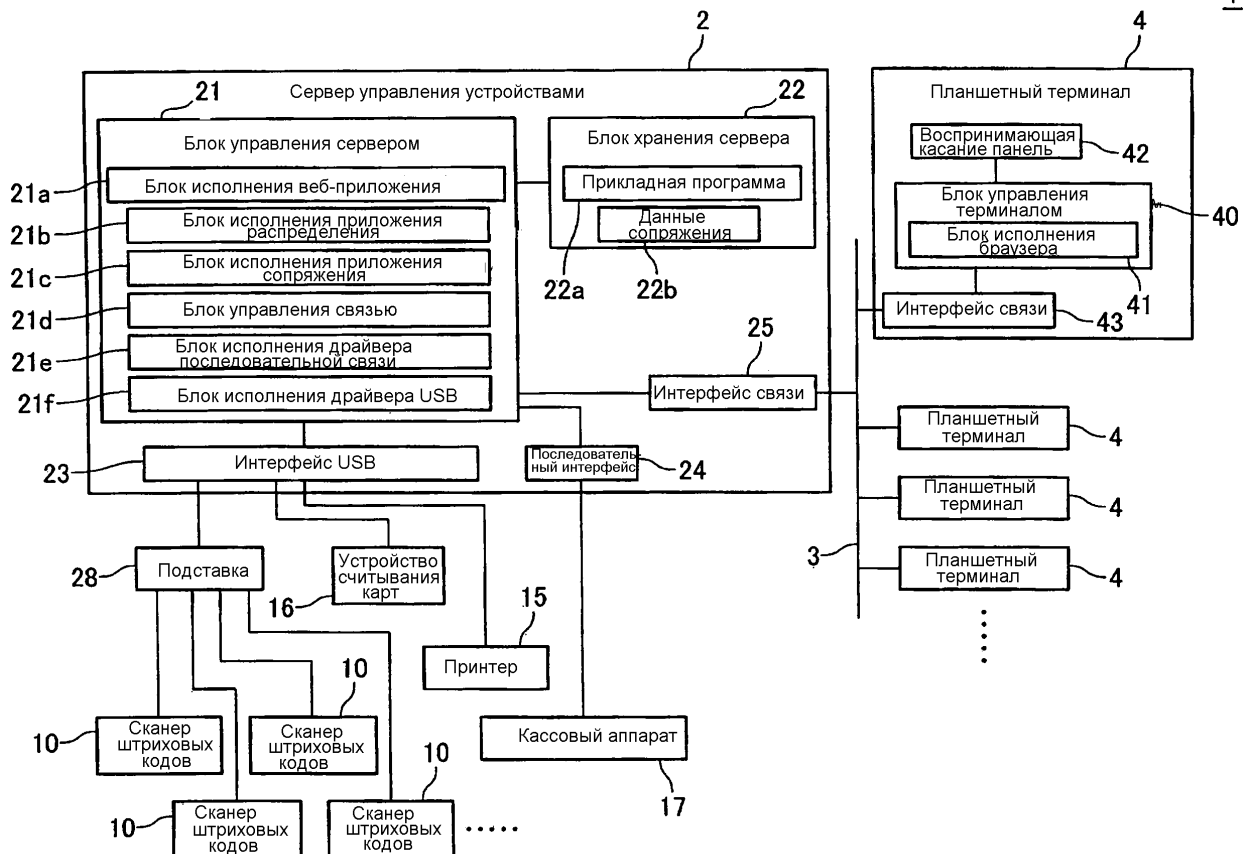 2
4
Сервер управления устройствами
Планшетный терминал
21
22
Блок управления сервером
Блок хранения сервера
Воспринимающая
касание панель
42
21a
Блок исполнения веб-приложения
Прикладная программа
Блок управления
терминалом
40
21b
Блок исполнения приложения
распределения
Данные
сопряжения
Блок исполнения
браузера
21c
Блок исполнения приложения
сопряжения
22a
22b
41
21d
Блок управления связью
Интерфейс связи
43
21e
Блок исполнения драйвера
последовательной связи
25
21f
Блок исполнения драйвера USB
Интерфейс связи
Планшетный
терминал
4
23
Интерфейс USB
Последователь-
ный интерфейс
24
Планшетный
терминал
4
3
Планшетный
терминал
4
28
Подставка
Устройство
считывания
карт
16
15
Принтер
10
Сканер
штриховых
кодов
10
Сканер
штриховых
кодов
Кассовый аппарат
17
10
Сканер
штриховых
кодов
10
Сканер
штриховых
кодов